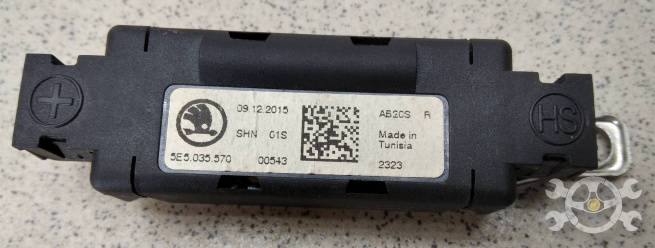 09.12.2015
AB20S R
SHN 01S
Made in
Tunisia
5E5.035.570
00543
2323
HS